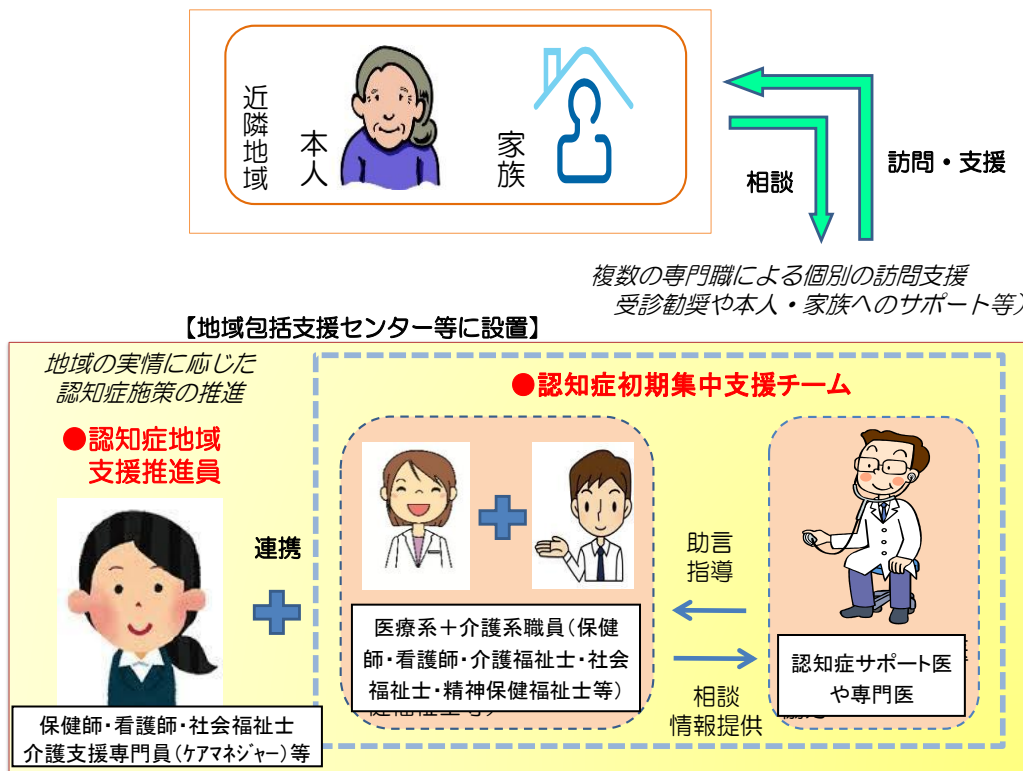 近隣地域
本人
家族
相談
訪問・支援
複数の専門職による個別の訪問支援
受診勧奨や本人・家族へのサポート等）
【地域包括支援センター等に設置】
地域の実情に応じた
認知症施策の推進
●認知症地域
支援推進員
連携
保健師・看護師・社会福祉士
介護支援専門員（ケアマネジャー）等
●認知症初期集中支援チーム
医療系＋介護系職員（保健
師・看護師・介護福祉士・社会
福祉士・精神保健福祉士等）
助言
指導
相談
情報提供
認知症サポート医
や専門医